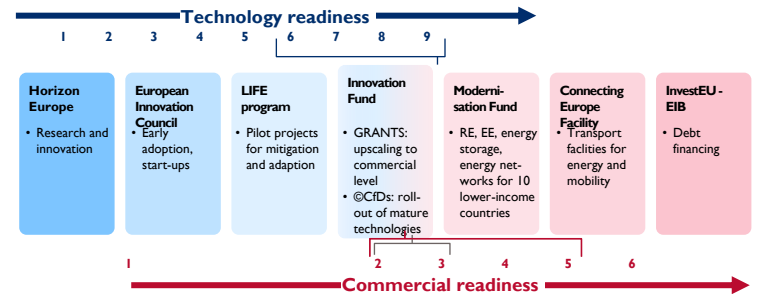 Technology readiness
1 2 3 4 5 6 7 8 9
Horizon
Europe
• Research and
innovation
European
Innovation
Council
• Early
adoption,
start-ups
LIFE
program
• Pilot projects
for mitigation
and adaption
Innovation
Fund
• GRANTS:
upscaling to
commercial
level
• ©CfDs: roll-
out of mature
technologies
Moderni-
sation Fund
• RE, EE, energy
storage,
energy net-
works for 10
lower-income
countries
Connecting
Europe
Facility
• Transport
faclities for
energy and
mobility
InvestEU -
EIB
• Debt
financing
1 2 3 4 5 6
Commercial readiness